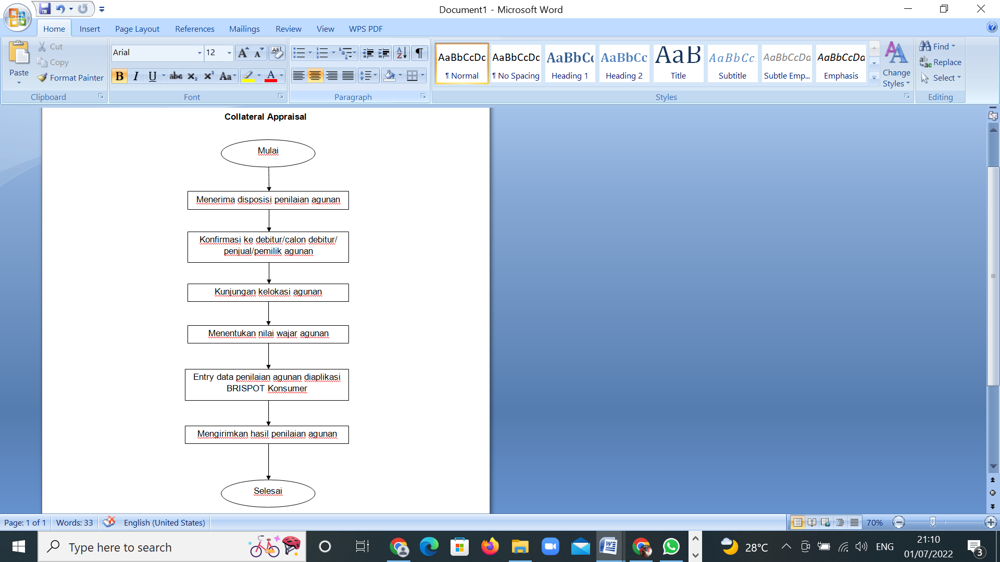 Document1 - Microsoft Word
Home Insert Page Layout References Mailings Review View WPS PDF
Paste
Cut
Copy
Format Painter
Clipboard
Arial 12
B I U abc x₂ x² Aa A
Font
Paragraph
AaBbCcDc AaBbCcDc AaBbCc AaBbCc AaB AaBbCc. AaBbCcDa AaBbCcDa
¶ Normal ¶ No Spacing Heading 1 Heading 2 Title Subtitle Subtle Emp... Emphasis
Change
Styles
Styles
Find
Replace
Select
Editing
Collateral Appraisal
Mulai
Menerima disposisi penilaian agunan
Konfirmasi ke debitur/calon debitur/
penjual/pemilik agunan
Kunjungan kelokasi agunan
Menentukan nilai wajar agunan
Entry data penilaian agunan diaplikasi
BRISPOT Konsumer
Mengirimkan hasil penilaian agunan
Selesai
Page: 1 of 1 Words: 33 English (United States) 70%
Type here to search
28°C ENG
21:10
01/07/2022
3